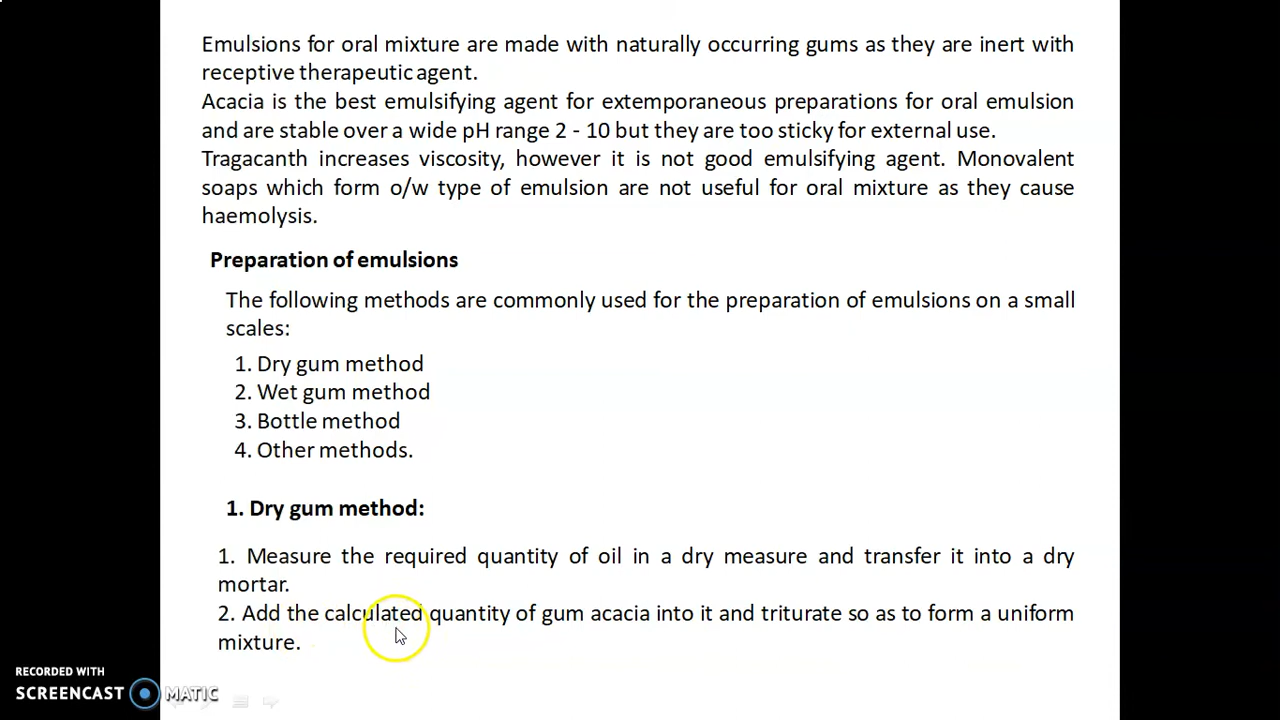 Emulsions for oral mixture are made with naturally occurring gums as they are inert with
receptive therapeutic agent.
Acacia is the best emulsifying agent for extemporaneous preparations for oral emulsion
and are stable over a wide pH range 2 - 10 but they are too sticky for external use.
Tragacanth increases viscosity, however it is not good emulsifying agent. Monovalent
soaps which form o/w type of emulsion are not useful for oral mixture as they cause
haemolysis.
Preparation of emulsions
The following methods are commonly used for the preparation of emulsions on a small
scales:
1. Dry gum method
2. Wet gum method
3. Bottle method
4. Other methods.
1. Dry gum method:
1. Measure the required quantity of oil in a dry measure and transfer it into a dry
mortar.
2. Add the calculated quantity of gum acacia into it and triturate so as to form a uniform
mixture.
RECORDED WITH
SCREENCAST MATIC